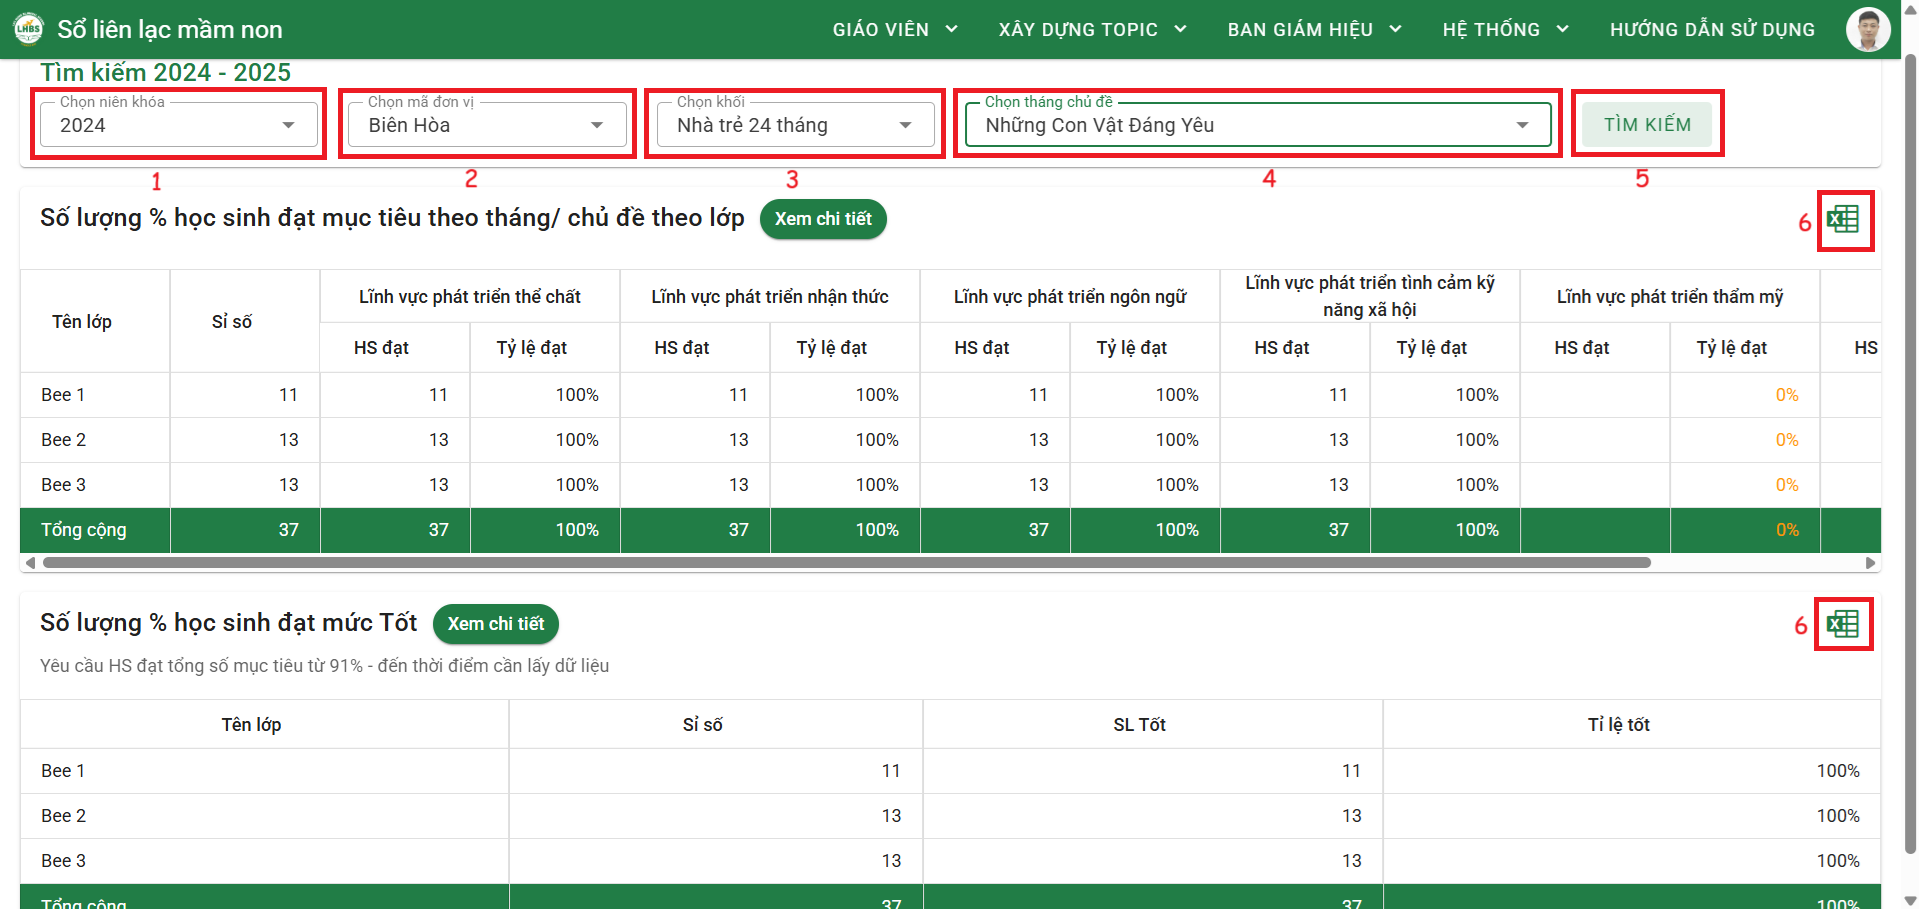 LHBS
Sổ liên lạc mầm non
GIÁO VIÊN
XÂY DỰNG TOPIC
BAN GIÁM HIỆU
HỆ THỐNG
HƯỚNG DẪN SỬ DỤNG
Tìm kiếm 2024 - 2025
Chọn niên khóa
2024
Chọn mã đơn vị
Biên Hòa
Chọn khối
Nhà trẻ 24 tháng
Chọn tháng chủ đề
Những Con Vật Đáng Yêu
TÌM KIẾM
1 2 3 4 5
Số lượng % học sinh đạt mục tiêu theo tháng/ chủ đề theo lớp
Xem chi tiết
6
Tên lớp
Sỉ số
Lĩnh vực phát triển thể chất
Lĩnh vực phát triển nhận thức
Lĩnh vực phát triển ngôn ngữ
Lĩnh vực phát triển tình cảm kỹ
năng xã hội
Lĩnh vực phát triển thẩm mỹ
HS đạt Tỷ lệ đạt HS đạt Tỷ lệ đạt HS đạt Tỷ lệ đạt HS đạt Tỷ lệ đạt HS đạt Tỷ lệ đạt HS
Bee 1 11 11 100% 11 100% 11 100% 11 100% 0%
Bee 2 13 13 100% 13 100% 13 100% 13 100% 0%
Bee 3 13 13 100% 13 100% 13 100% 13 100% 0%
Tổng cộng 37 37 100% 37 100% 37 100% 37 100% 0%
Số lượng % học sinh đạt mức Tốt
Xem chi tiết
6
Yêu cầu HS đạt tổng số mục tiêu từ 91% - đến thời điểm cần lấy dữ liệu
Tên lớp Sỉ số SL Tốt Tỉ lệ tốt
Bee 1 11 11 100%
Bee 2 13 13 100%
Bee 3 13 13 100%
Tổng cộng 37 37 100%